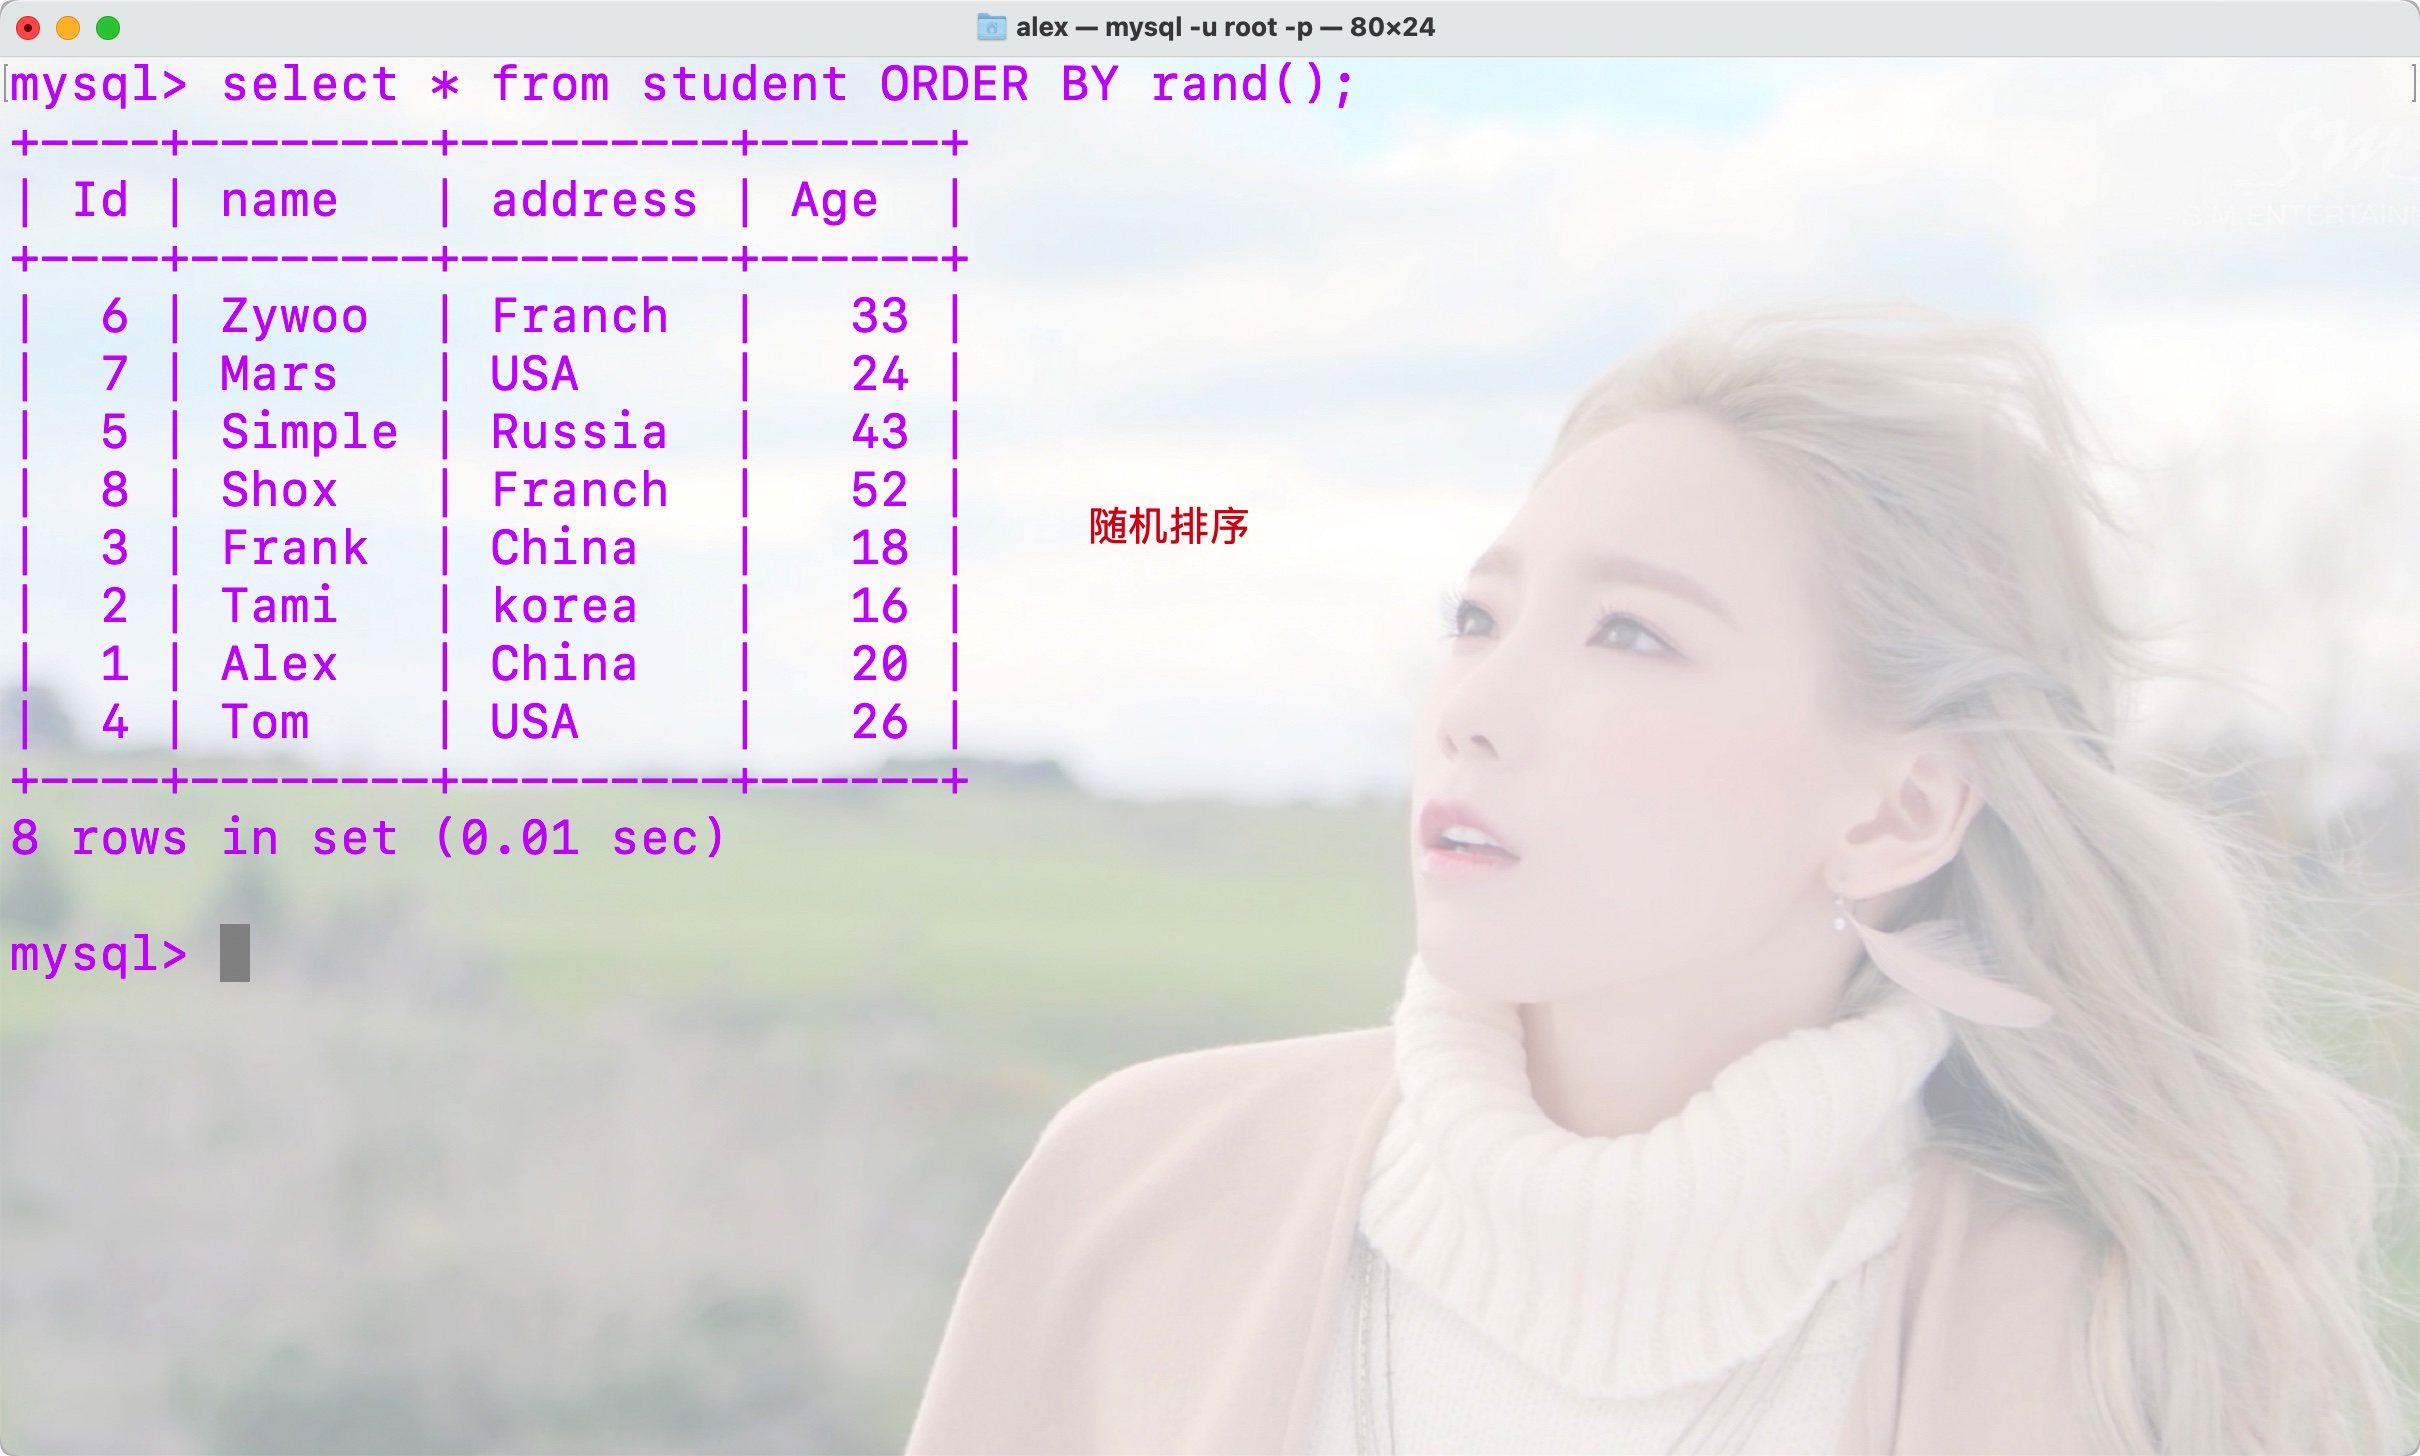 alex — mysql -u root -p — 80×24
mysql> select * from student ORDER BY rand();
+----+--------+---------+------+
| Id | name   | address | Age  |
+----+--------+---------+------+
|  6 | Zywoo  | Franch  |   33 |
|  7 | Mars   | USA     |   24 |
|  5 | Simple | Russia  |   43 |
|  8 | Shox   | Franch  |   52 |
|  3 | Frank  | China   |   18 |
|  2 | Tami   | korea   |   16 |
|  1 | Alex   | China   |   20 |
|  4 | Tom    | USA     |   26 |
+----+--------+---------+------+
随机排序
8 rows in set (0.01 sec)
mysql>